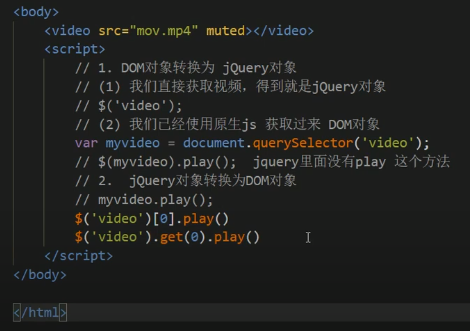 <body>
<video src="mov.mp4" muted></video>
<script>
// 1. DOM对象转换为 jQuery对象
// (1) 我们直接获取视频，得到就是jQuery对象
// $('video');
// (2) 我们已经使用原生js 获取过来 DOM对象
var myvideo = document.querySelector('video');
// $(myvideo).play();  jquery里面没有play 这个方法
// 2.  jQuery对象转换为DOM对象
// myvideo.play();
$('video')[0].play()
$('video').get(0).play()
</script>
</body>
</html>